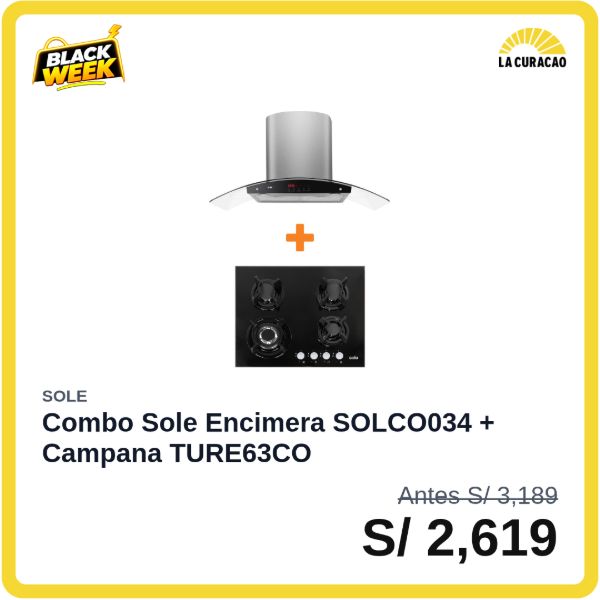 BLACK
WEEK
LA CURACAO
SOLE
Combo Sole Encimera SOLCO034 +
Campana TURE63CO
Antes S/ 3,189
S/ 2,619